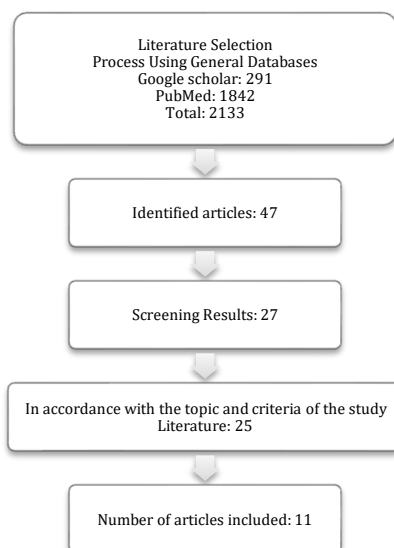 Literature Selection
Process Using General Databases
Google scholar: 291
PubMed: 1842
Total: 2133
Identified articles: 47
Screening Results: 27
In accordance with the topic and criteria of the study
Literature: 25
Number of articles included: 11